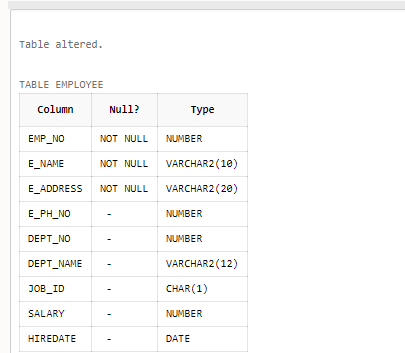 Table altered.
TABLE EMPLOYEE
Column Null? Type
EMP_NO NOT NULL NUMBER
E_NAME NOT NULL VARCHAR2(10)
E_ADDRESS NOT NULL VARCHAR2(20)
E_PH_NO - NUMBER
DEPT_NO - NUMBER
DEPT_NAME - VARCHAR2(12)
JOB_ID - CHAR(1)
SALARY - NUMBER
HIREDATE - DATE